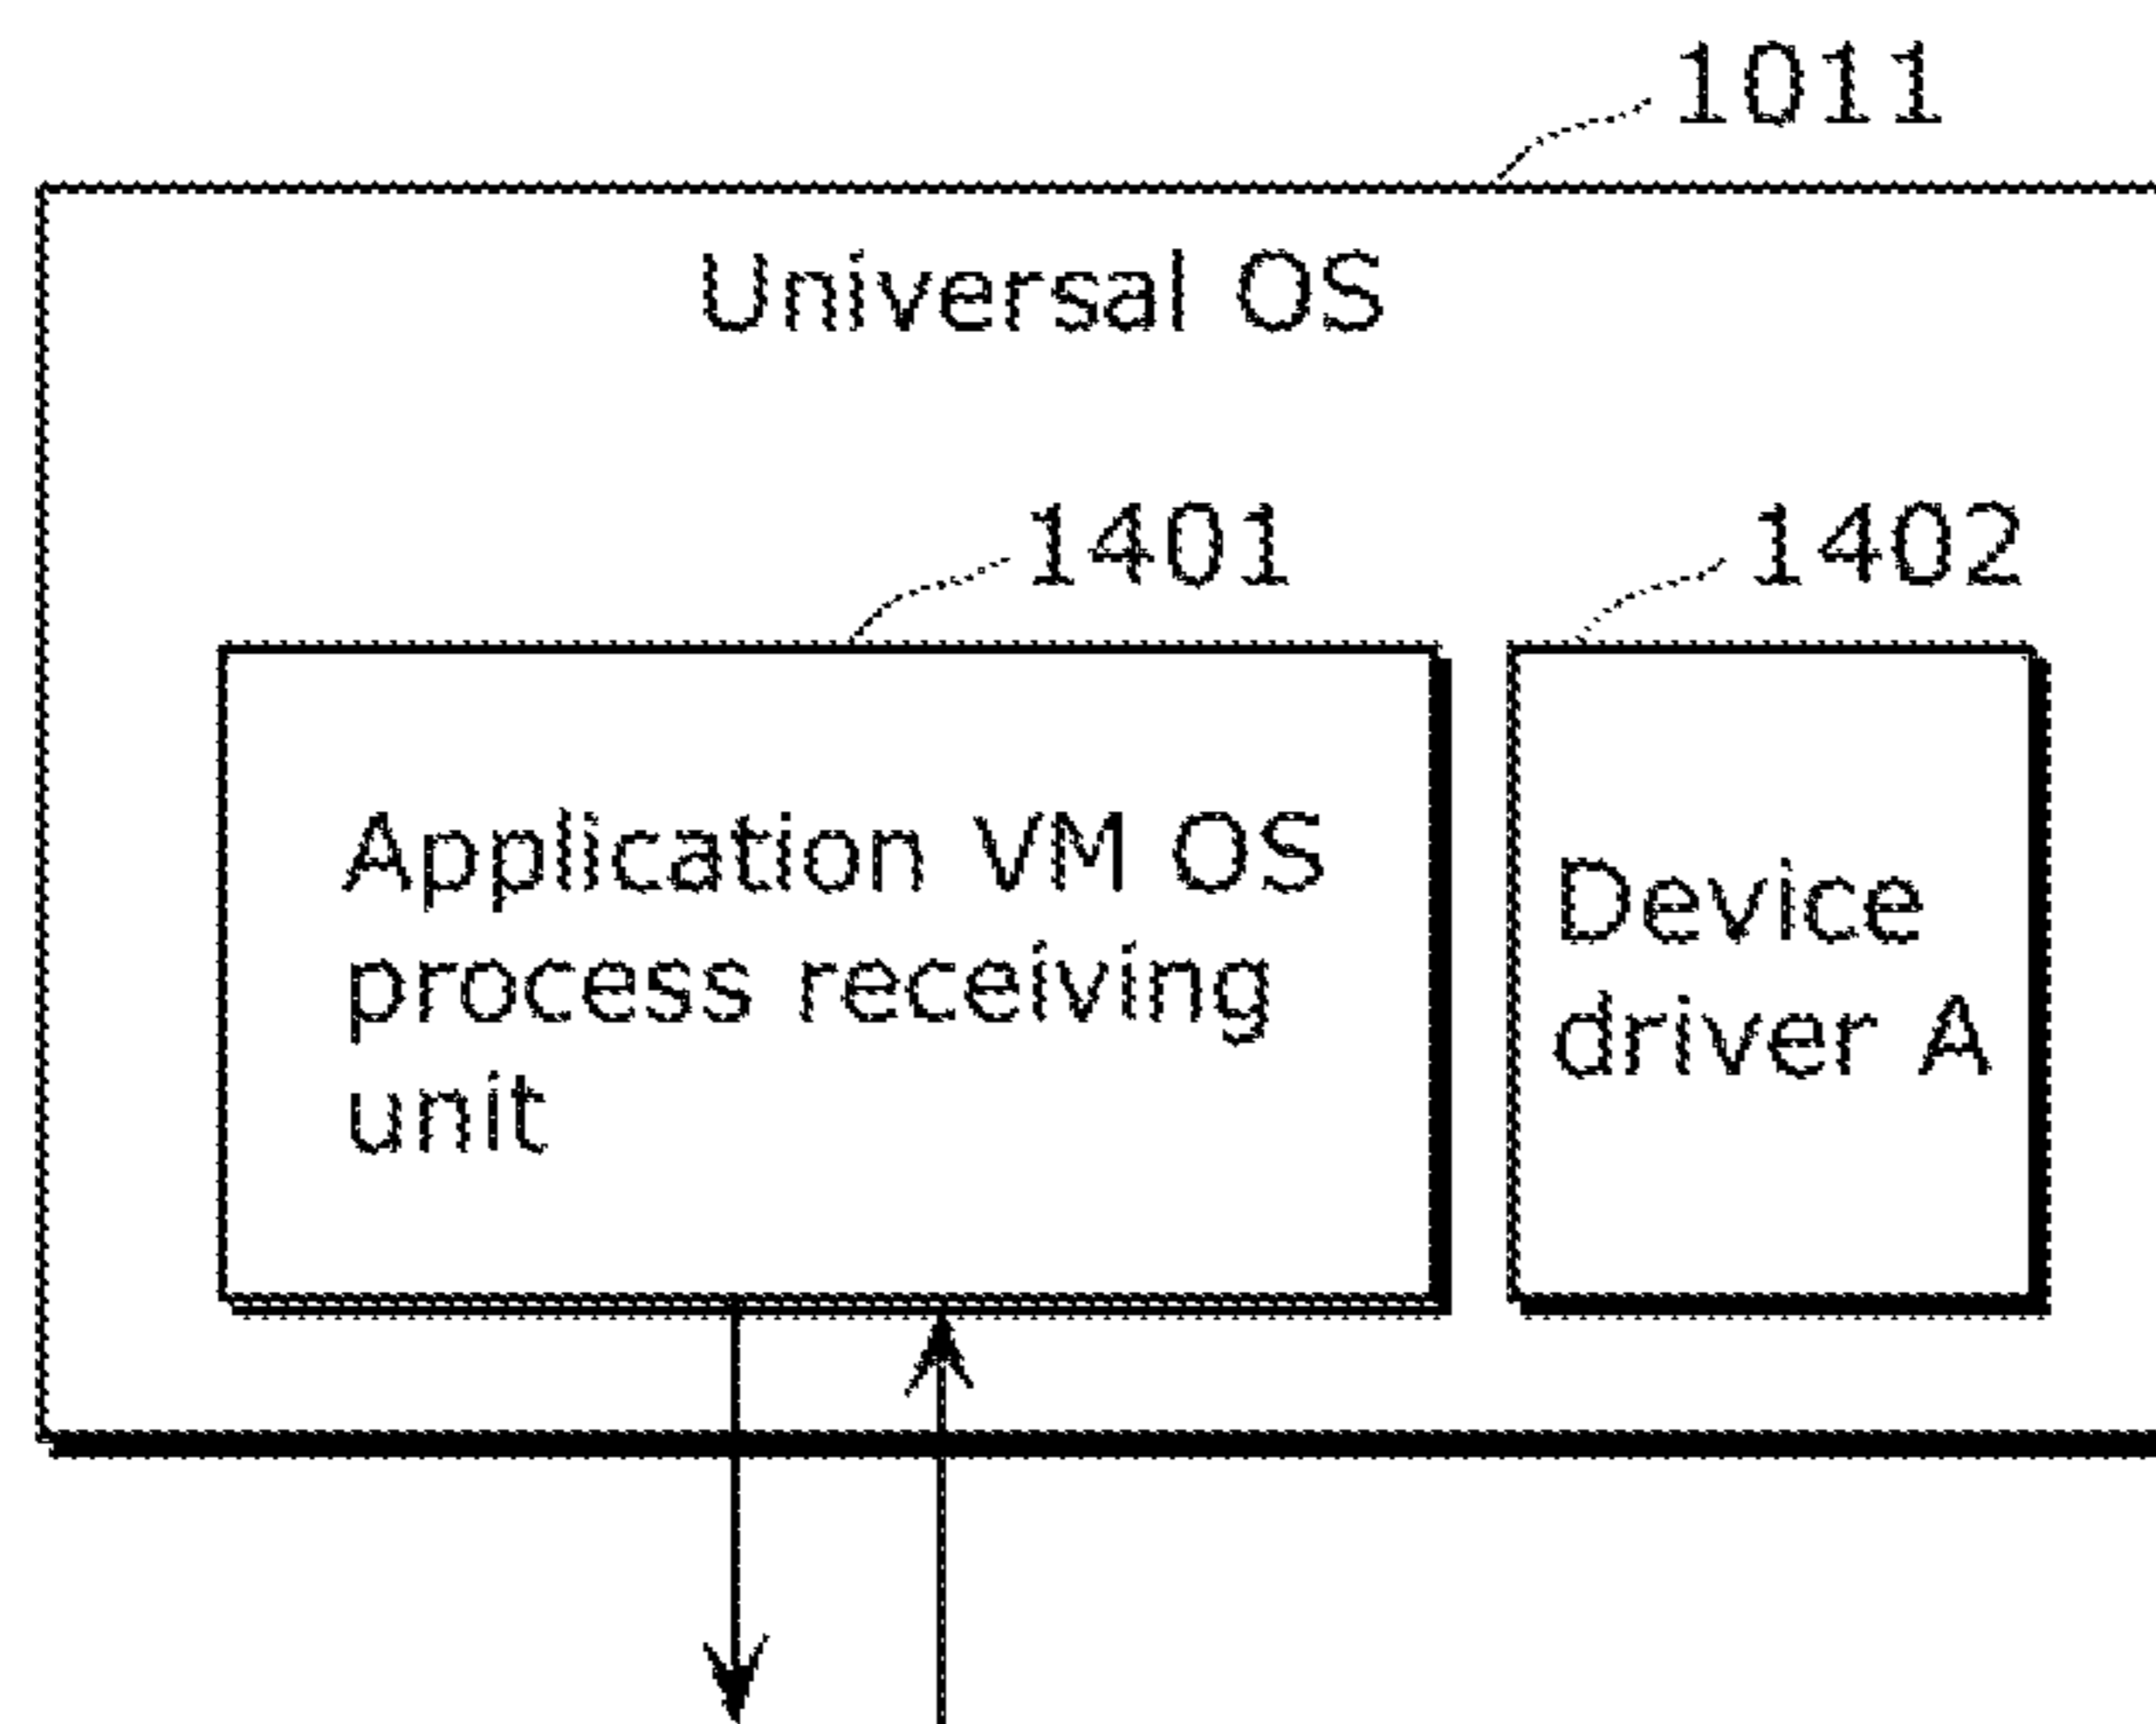 1011
Universal OS
1401
1402
Application VM OS
process receiving
unit
Device
driver A